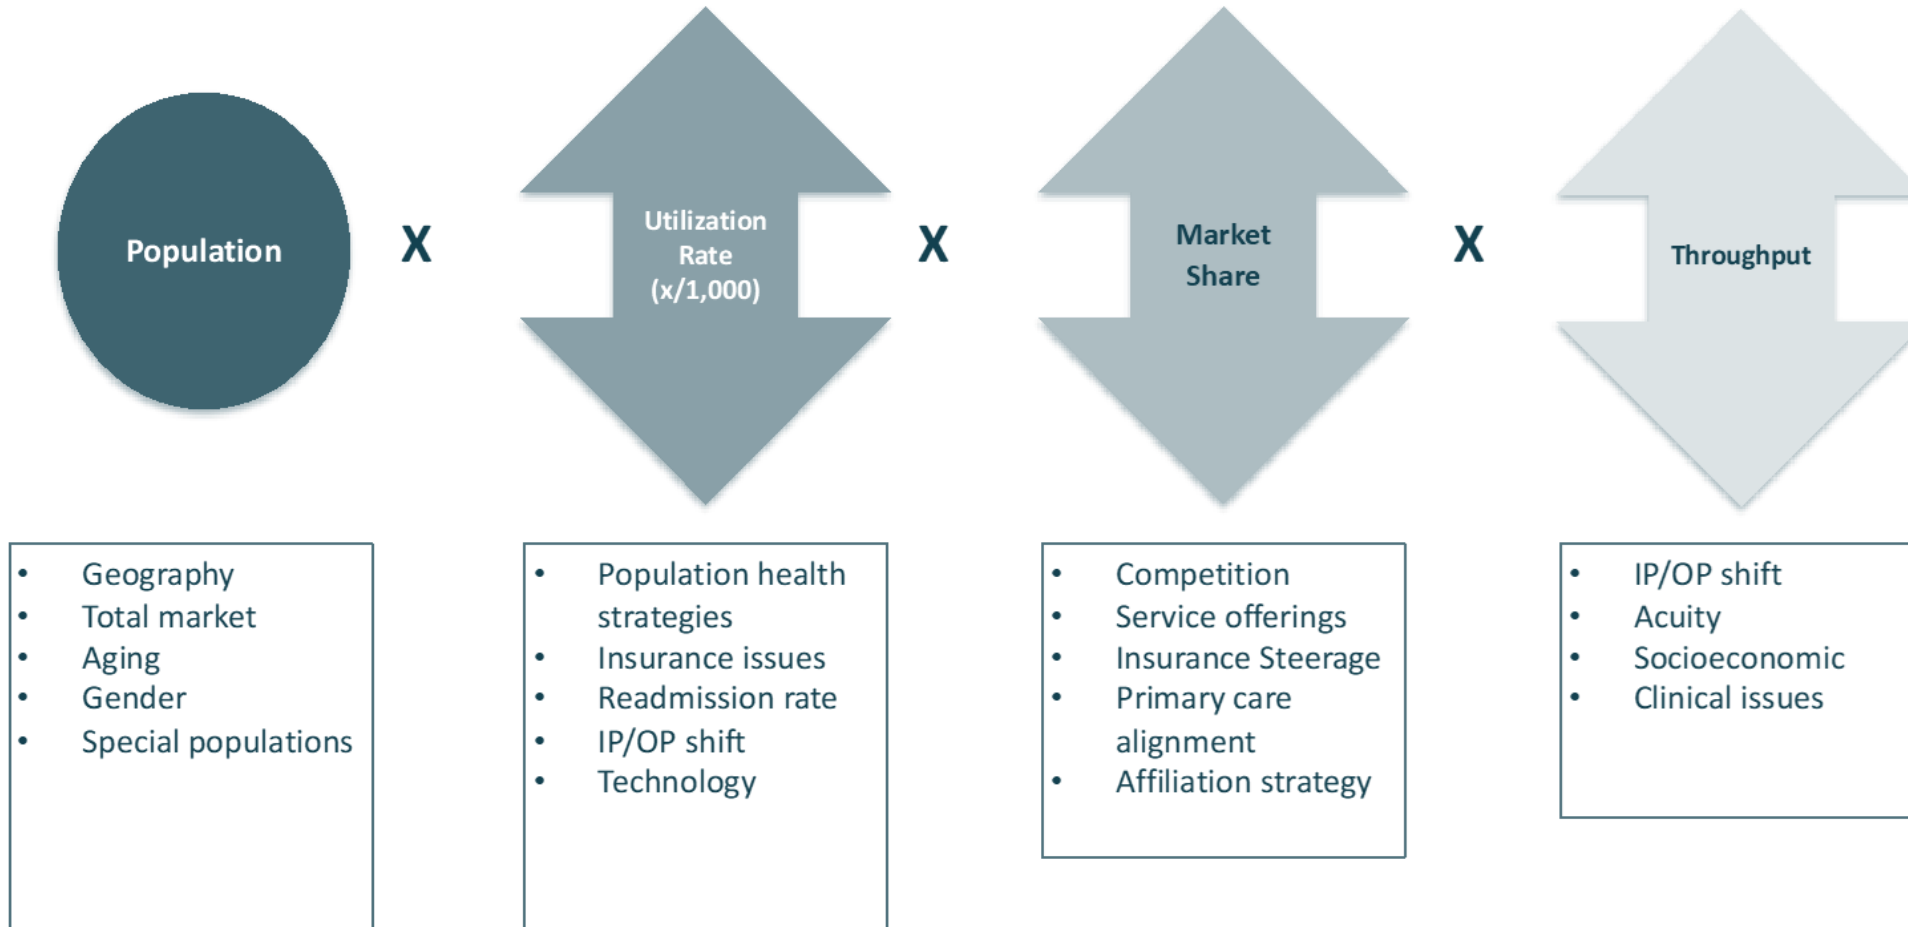 Population
X
Utilization
Rate
(x/1,000)
X
Market
Share
X
Throughput
• Geography
• Total market
• Aging
• Gender
• Special populations
• Population health
strategies
• Insurance issues
• Readmission rate
• IP/OP shift
• Technology
• Competition
• Service offerings
• Insurance Steerage
• Primary care
alignment
• Affiliation strategy
• IP/OP shift
• Acuity
• Socioeconomic
• Clinical issues